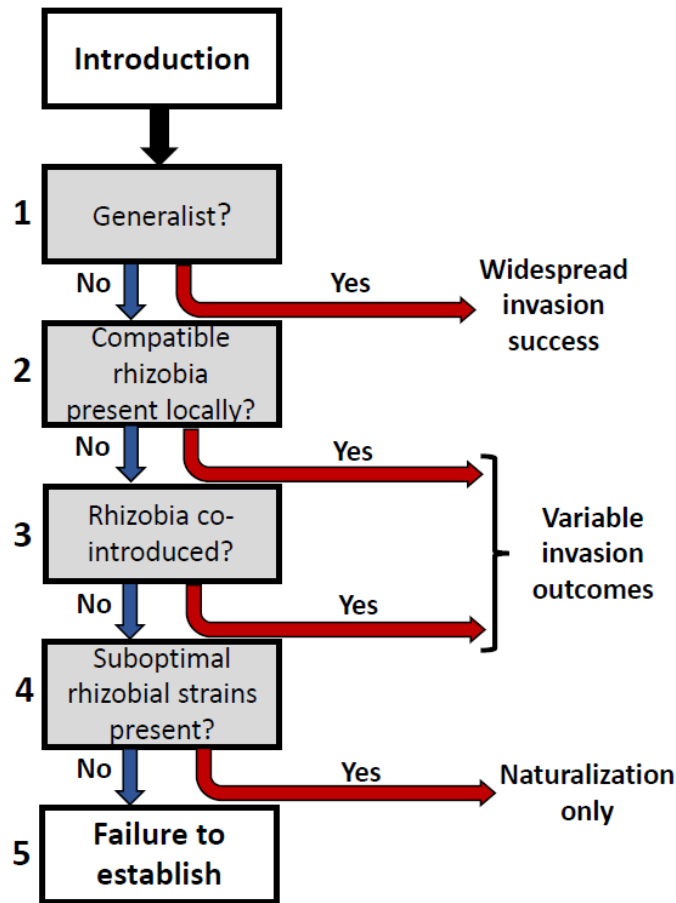 Introduction
1
Generalist?
No
Yes
Widespread
invasion
success
2
Compatible
rhizobia
present locally?
No
Yes
3
Rhizobia co-
introduced?
Variable
invasion
outcomes
No
Yes
4
Suboptimal
rhizobial strains
present?
No
Yes
Naturalization
only
5
Failure to
establish